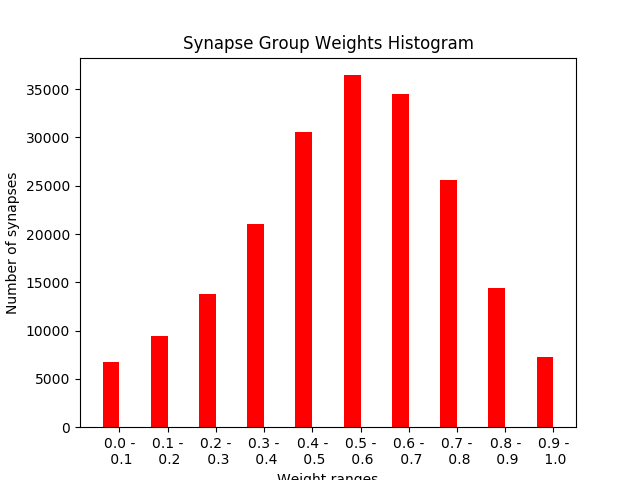 Synapse Group Weights Histogram
Number of synapses
35000
30000
25000
20000
15000
10000
5000
0
0.0 - 0.1 - 0.2 - 0.3 - 0.4 - 0.5 - 0.6 - 0.7 - 0.8 - 0.9 -
0.1 0.2 0.3 0.4 0.5 0.6 0.7 0.8 0.9 1.0
Weight ranges